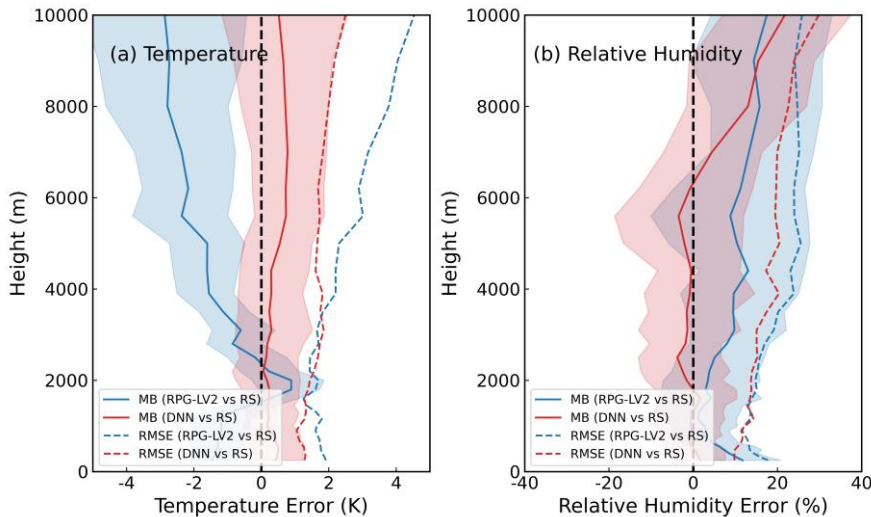 10000
8000
6000
4000
2000
0
Height (m)
(a) Temperature
MB (RPG-LV2 vs RS)
MB (DNN vs RS)
RMSE (RPG-LV2 vs RS)
RMSE (DNN vs RS)
-4 -2 0 2 4
Temperature Error (K)
10000
8000
6000
4000
2000
0
Height (m)
(b) Relative Humidity
MB (RPG-LV2 vs RS)
MB (DNN vs RS)
RMSE (RPG-LV2 vs RS)
RMSE (DNN vs RS)
-40 -20 0 20 40
Relative Humidity Error (%)